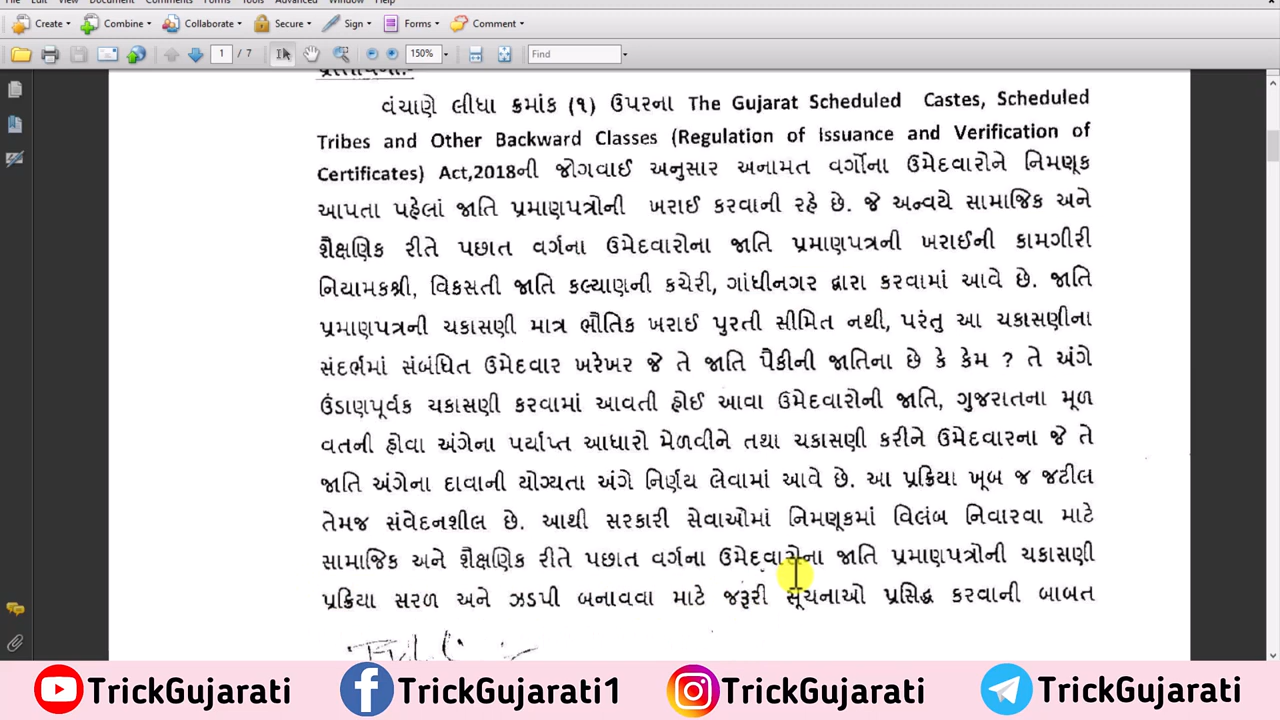 File Edit View Document Comments Forms Tools Advanced Window Help
Create Combine Collaborate Secure Sign Forms Comment
1 / 7 150% Find
પ્રસ્તાવના:-
વંચાણે લીધા ક્રમાંક (૧) ઉપરના The Gujarat Scheduled Castes, Scheduled
Tribes and Other Backward Classes (Regulation of Issuance and Verification of
Certificates) Act,2018ની જોગવાઈ અનુસાર અનામત વર્ગોના ઉમેદવારોને નિમણૂક
આપતા પહેલાં જાતિ પ્રમાણપત્રોની ખરાઈ કરવાની રહે છે. જે અન્વયે સામાજિક અને
શૈક્ષણિક રીતે પછાત વર્ગના ઉમેદવારોના જાતિ પ્રમાણપત્રની ખરાઈની કામગીરી
નિયામકશ્રી, વિકસતી જાતિ કલ્યાણની કચેરી, ગાંધીનગર દ્વારા કરવામાં આવે છે. જાતિ
પ્રમાણપત્રની ચકાસણી માત્ર ભૌતિક ખરાઈ પુરતી સીમિત નથી, પરંતુ આ ચકાસણીના
સંદર્ભમાં સંબંધિત ઉમેદવાર ખરેખર જે તે જાતિ પૈકીની જાતિના છે કે કેમ ? તે અંગે
ઉંડાણપૂર્વક ચકાસણી કરવામાં આવતી હોઈ આવા ઉમેદવારોની જાતિ, ગુજરાતના મૂળ
વતની હોવા અંગેના પર્યાપ્ત આધારો મેળવીને તથા ચકાસણી કરીને ઉમેદવારના જે તે
જાતિ અંગેના દાવાની યોગ્યતા અંગે નિર્ણય લેવામાં આવે છે. આ પ્રક્રિયા ખૂબ જ જટીલ
તેમજ સંવેદનશીલ છે. આથી સરકારી સેવાઓમાં નિમણૂકમાં વિલંબ નિવારવા માટે
સામાજિક અને શૈક્ષણિક રીતે પછાત વર્ગના ઉમેદવારોના જાતિ પ્રમાણપત્રોની ચકાસણી
પ્રક્રિયા સરળ અને ઝડપી બનાવવા માટે જરૂરી સૂચનાઓ પ્રસિદ્ધ કરવાની બાબત
TrickGujarati TrickGujarati1 TrickGujarati TrickGujarati